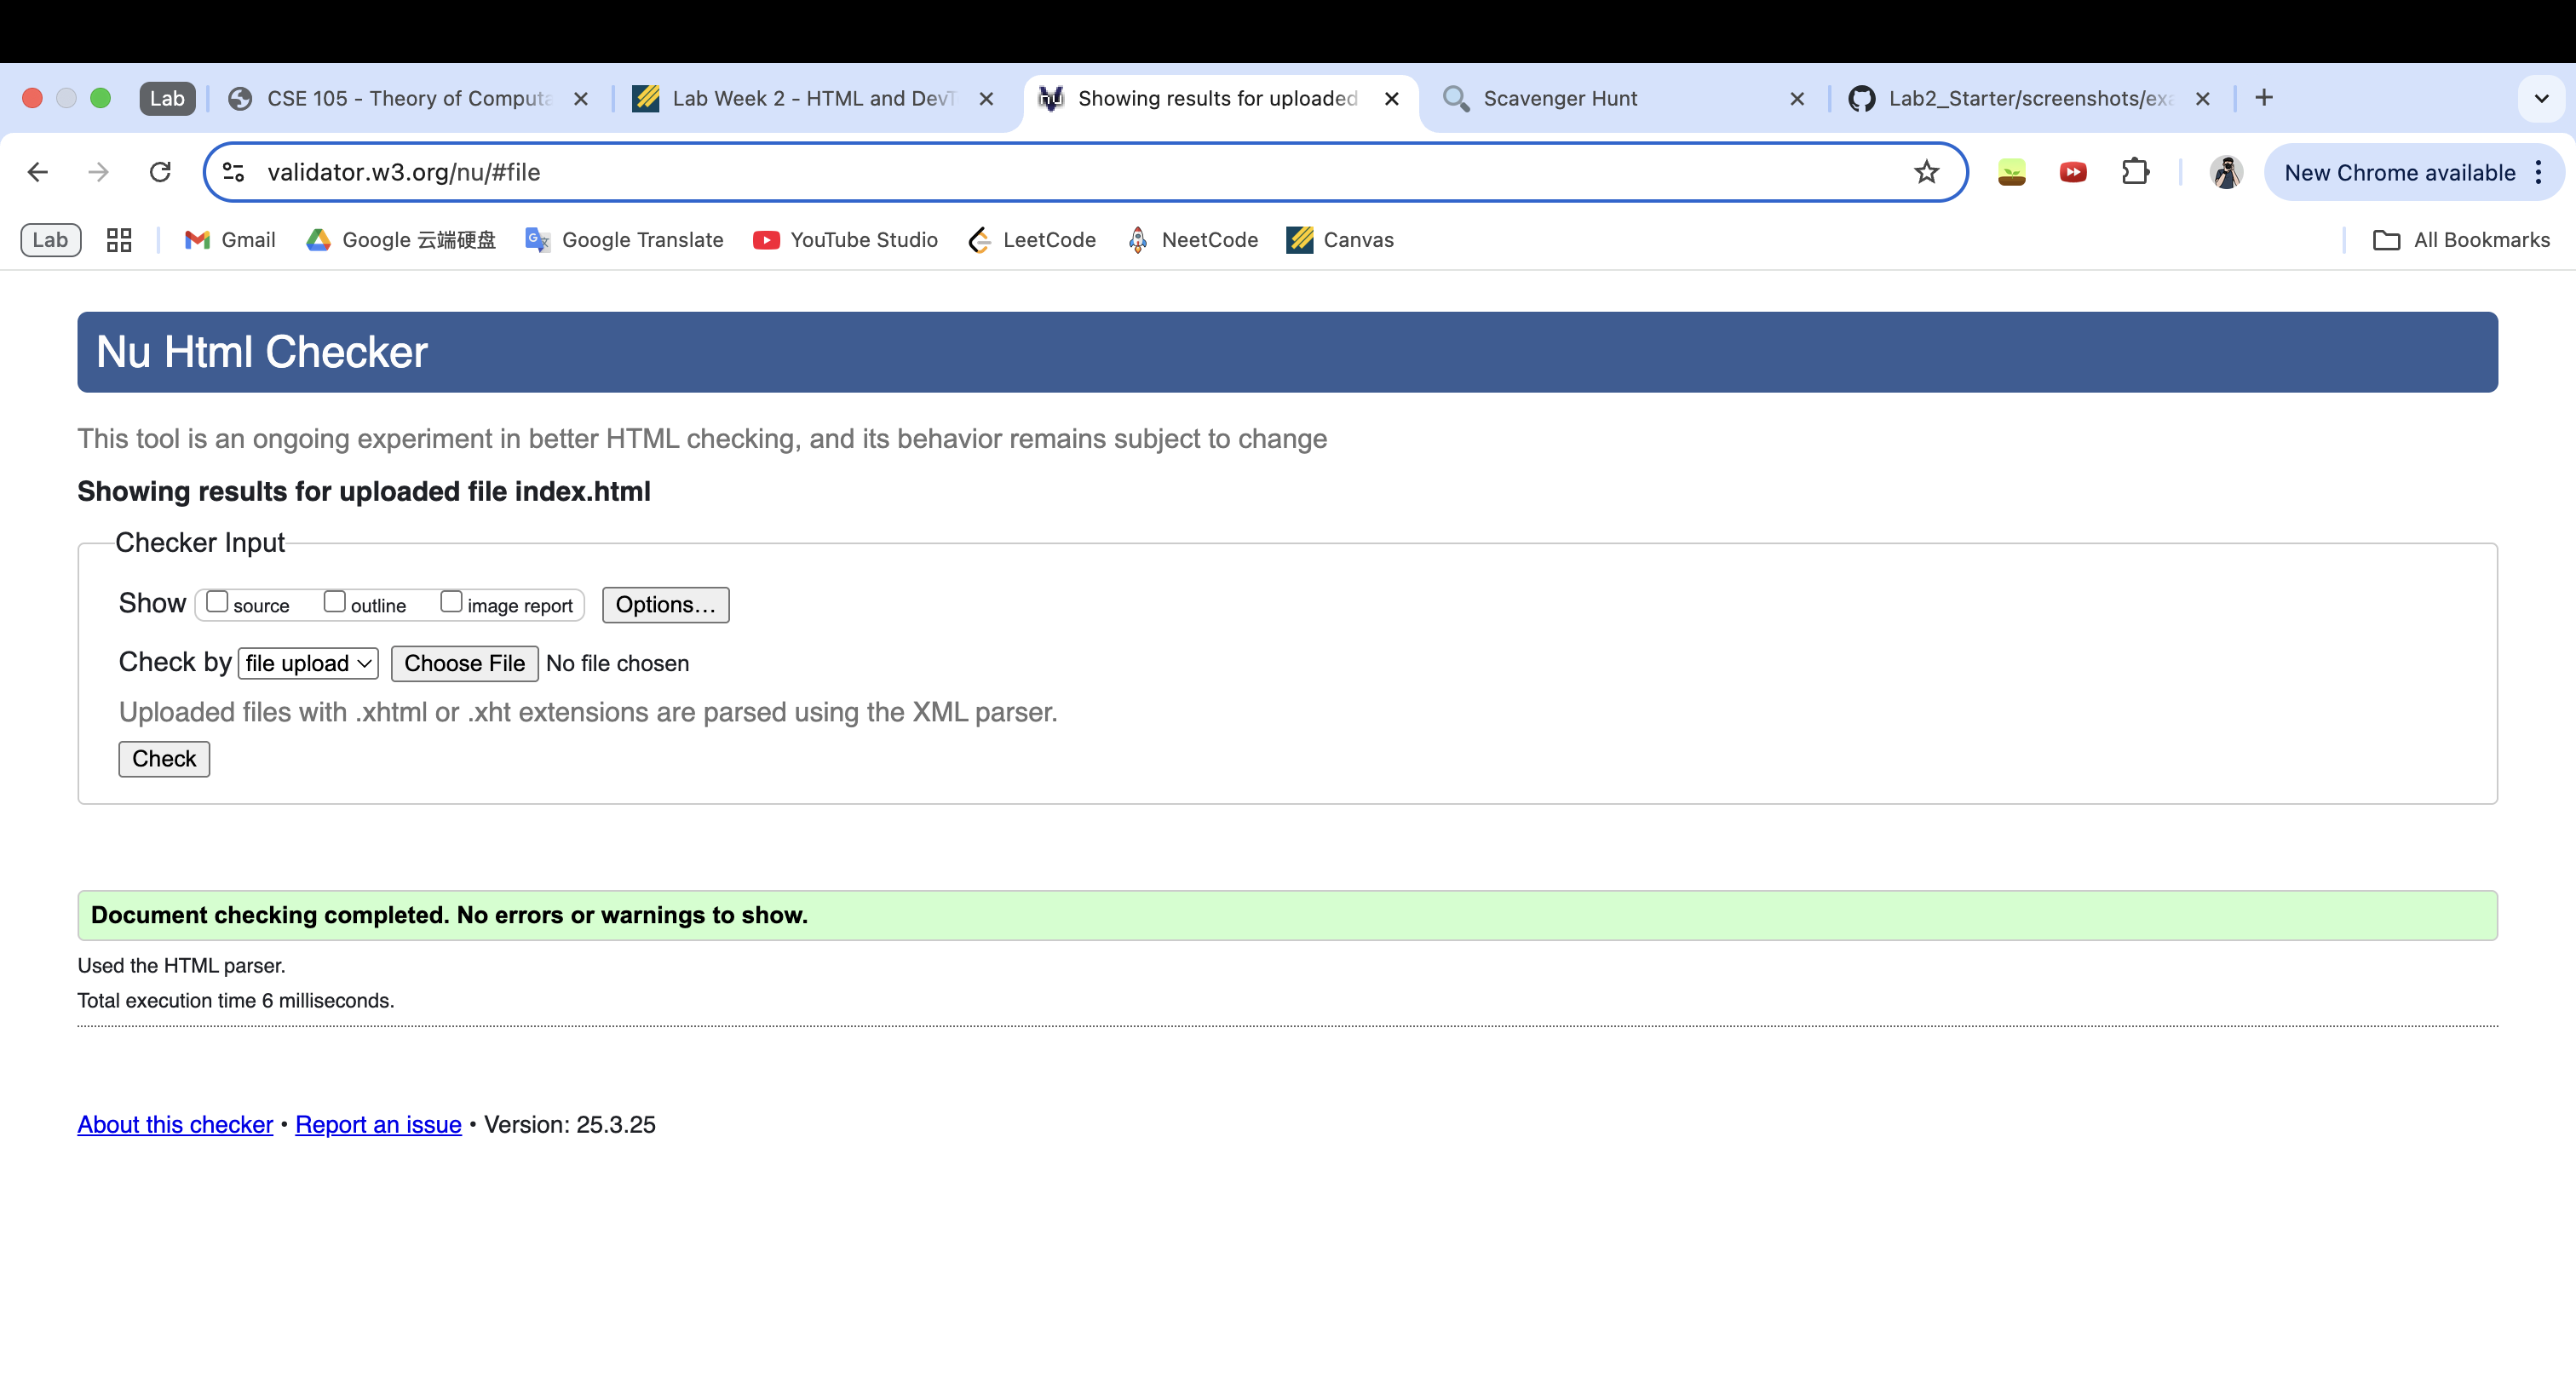 Lab CSE 105 - Theory of Computa Lab Week 2 - HTML and DevT Showing results for uploaded Scavenger Hunt Lab2_Starter/screenshots/exa
validator.w3.org/nu/#file New Chrome available
Lab Gmail Google 云端硬盘 Google Translate YouTube Studio LeetCode NeetCode Canvas All Bookmarks
Nu Html Checker
This tool is an ongoing experiment in better HTML checking, and its behavior remains subject to change
Showing results for uploaded file index.html
Checker Input
Show source outline image report Options...
Check by file upload Choose File No file chosen
Uploaded files with .xhtml or .xht extensions are parsed using the XML parser.
Check
Document checking completed. No errors or warnings to show.
Used the HTML parser.
Total execution time 6 milliseconds.
About this checker • Report an issue • Version: 25.3.25